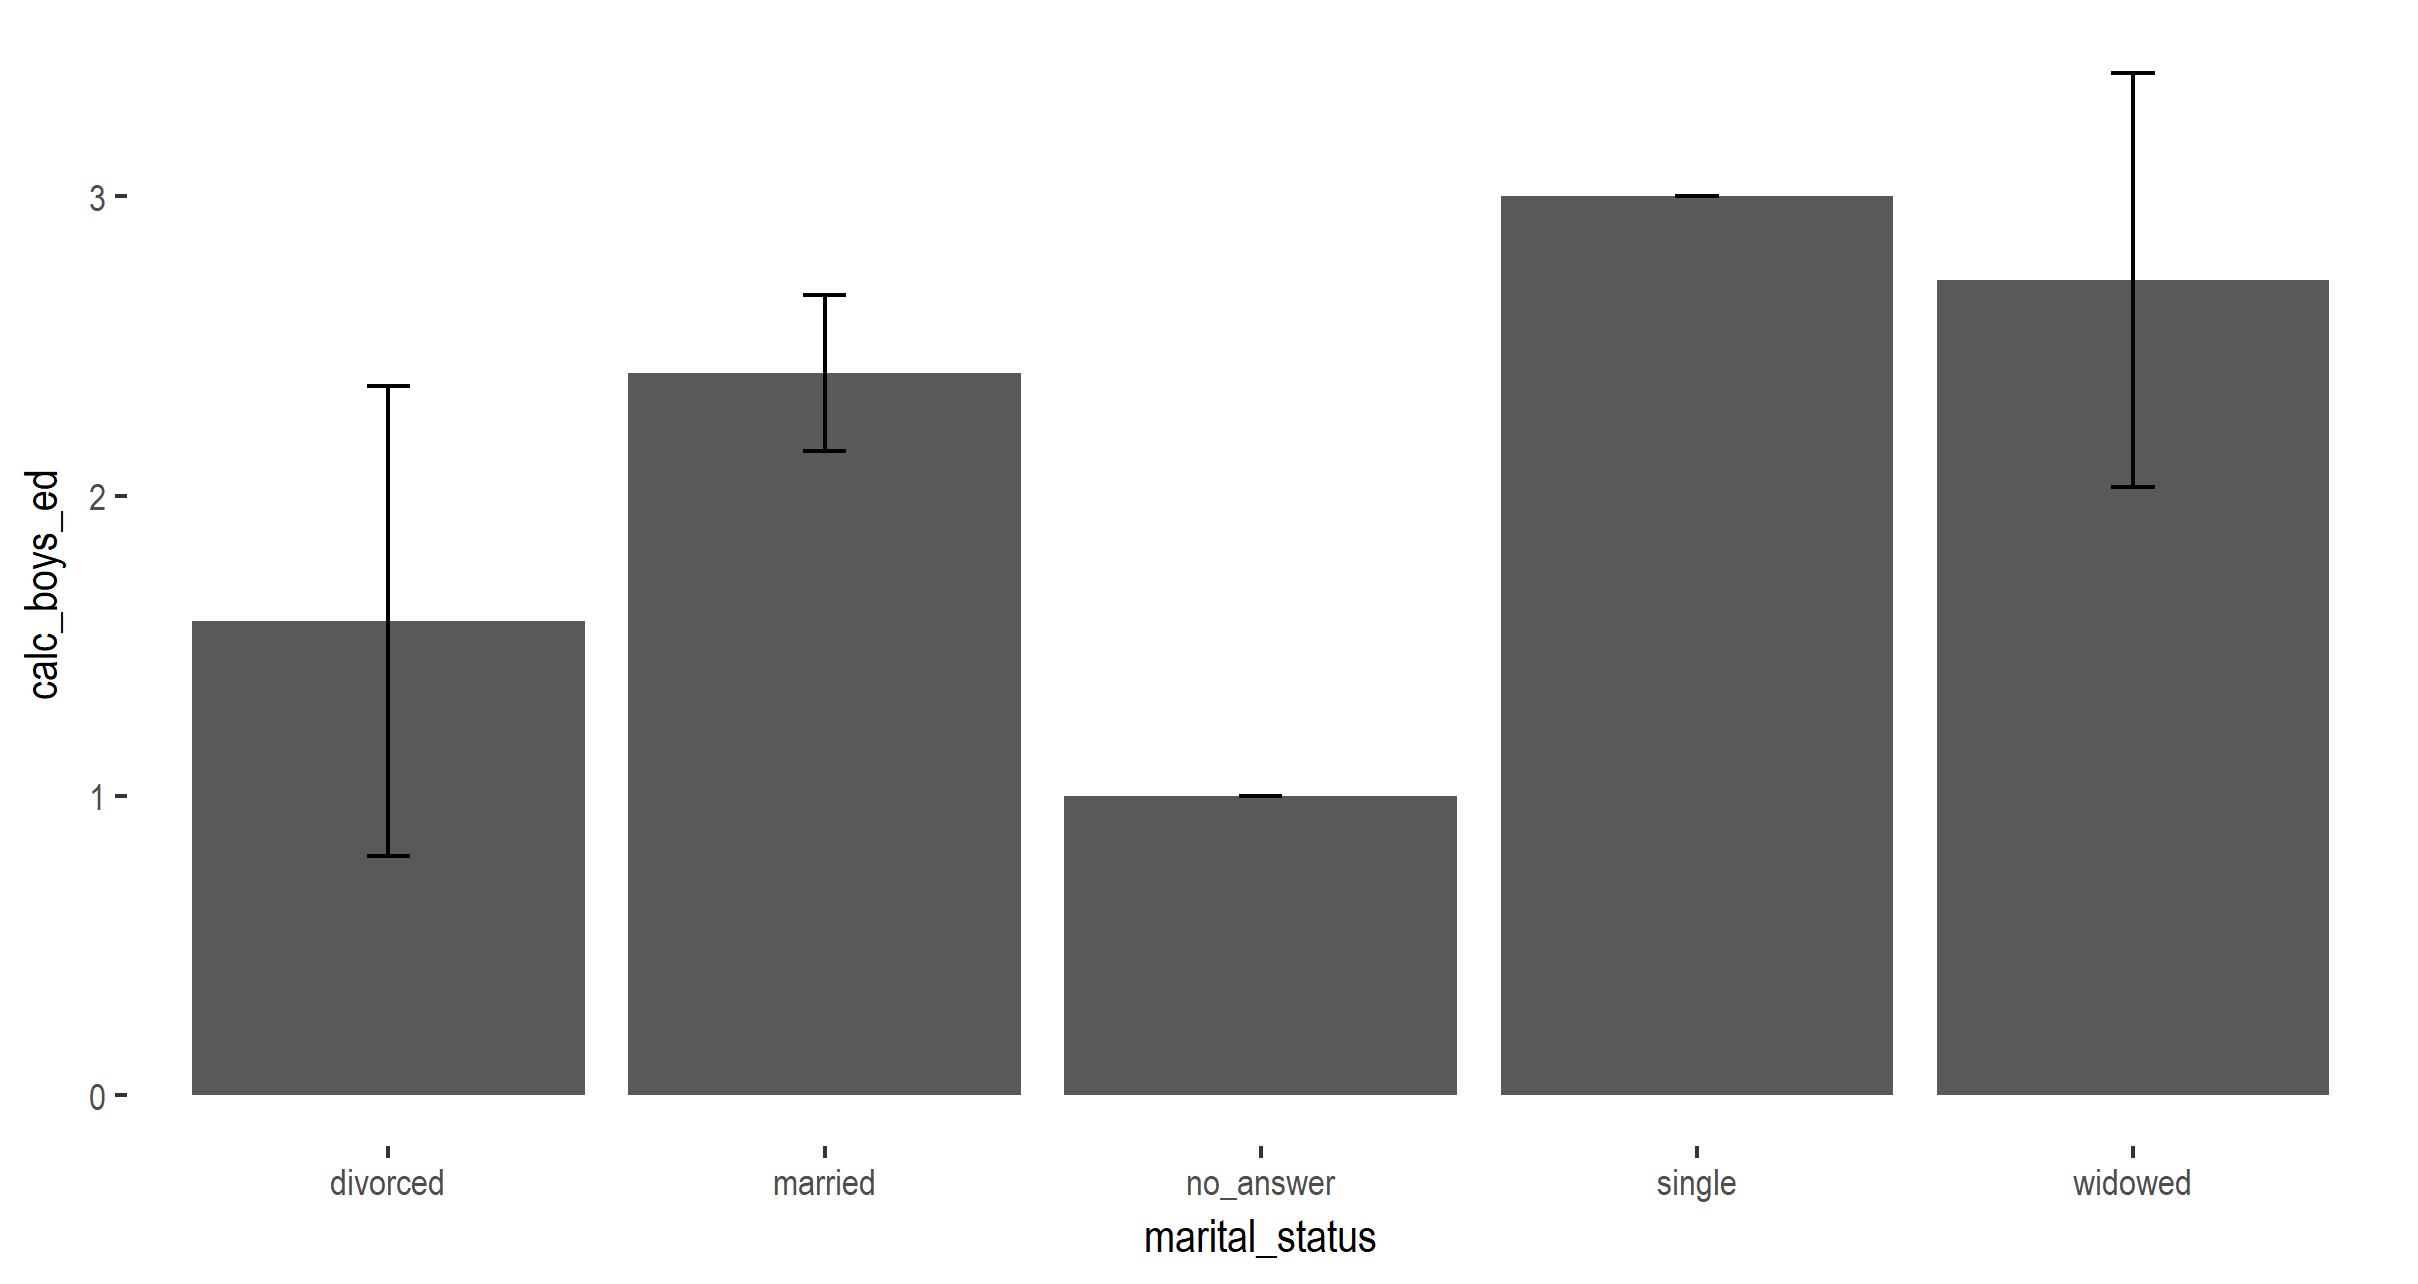 calc_boys_ed
3
2
1
0
divorced
married
no_answer
single
widowed
marital_status